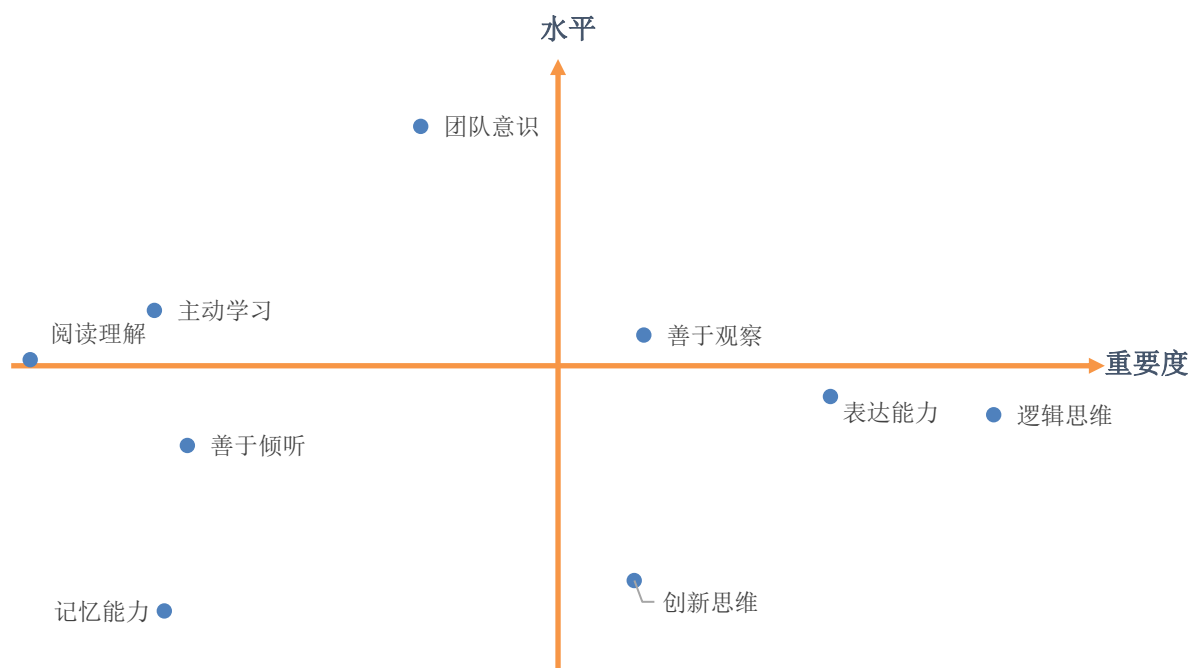 水平
团队意识
主动学习
阅读理解
善于观察
重要度
表达能力
逻辑思维
善于倾听
创新思维
记忆能力